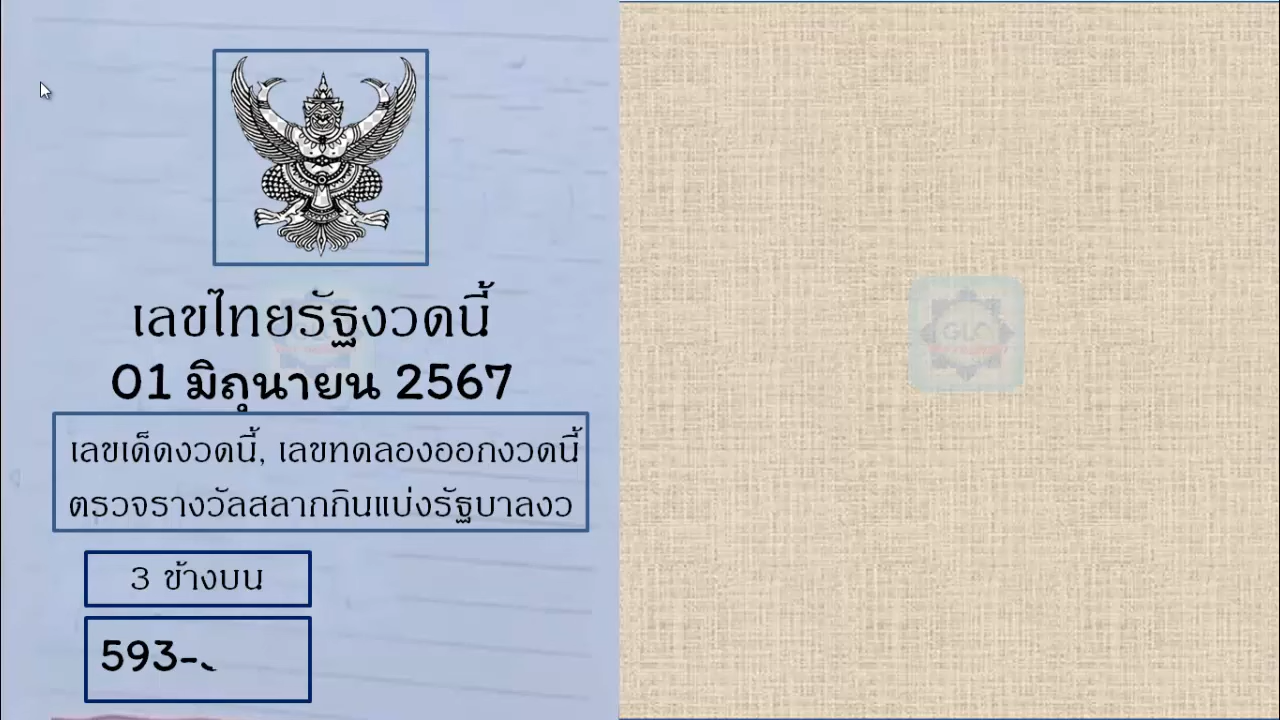 เลขไทยรัฐงวดนี้
01 มิถุนายน 2567
เลขเด็ดงวดนี้, เลขทดลองออกงวดนี้
ตรวจรางวัลสลากกินแบ่งรัฐบาลงว
3 ข้างบน
593-
GLO